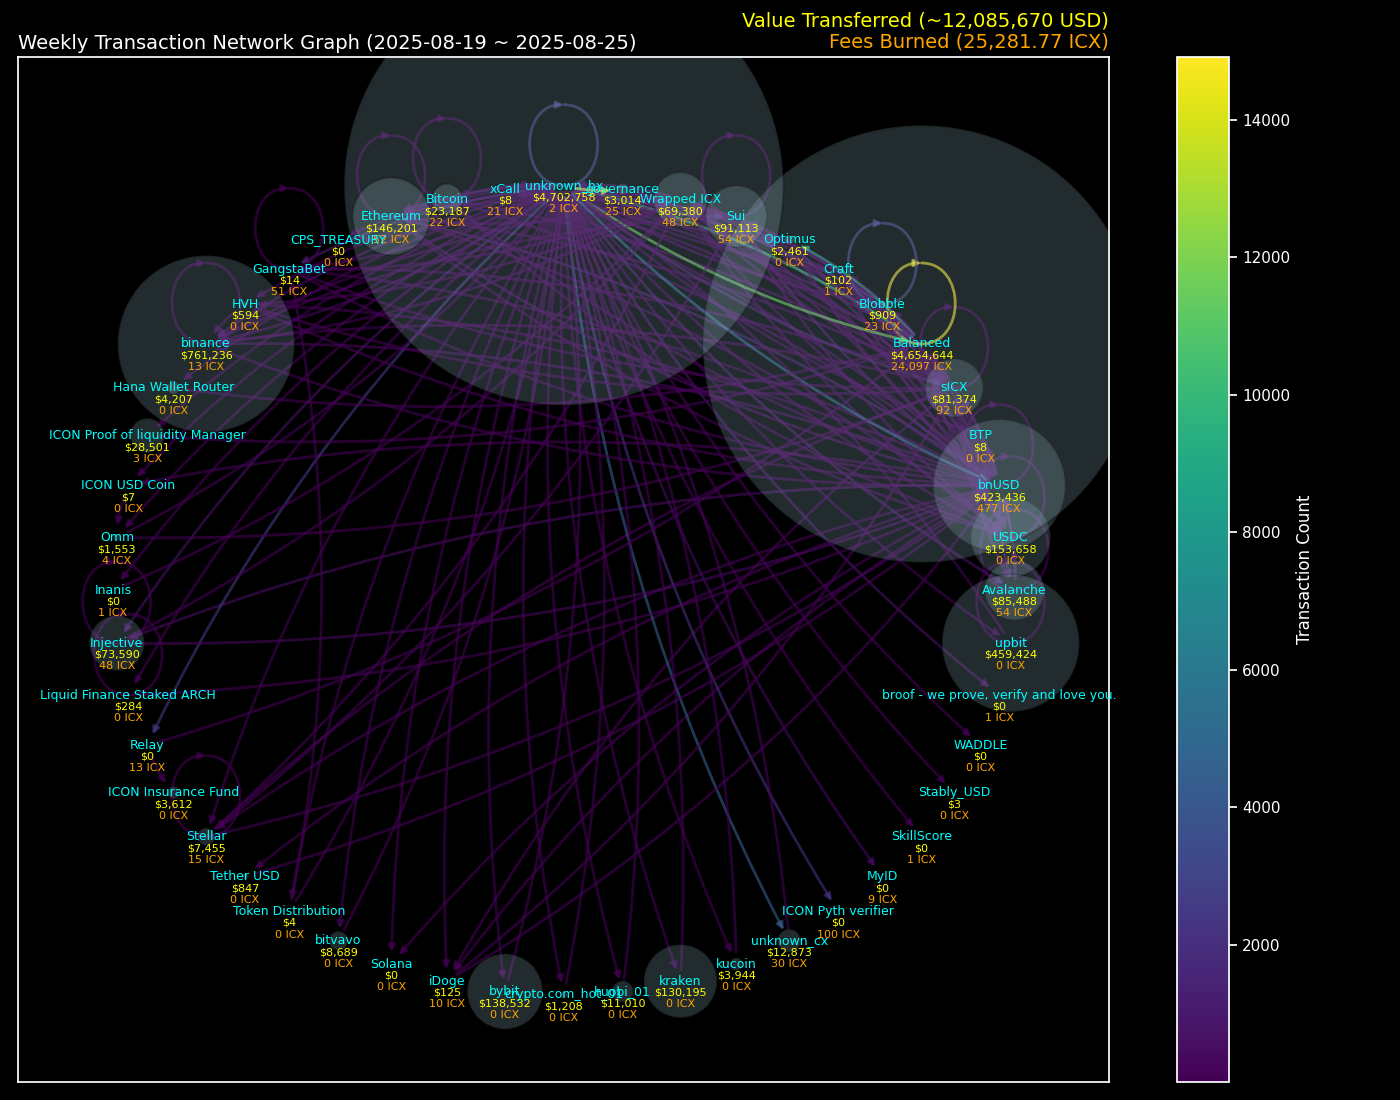 Value Transferred (~12,085,670 USD)
Weekly Transaction Network Graph (2025-08-19 ~ 2025-08-25)
Fees Burned (25,281.77 ICX)
unknown_hx
$4,702,758
2 ICX
governance
$3,014
25 ICX
xCall
$8
21 ICX
Wrapped ICX
$69,380
48 ICX
Bitcoin
$23,187
22 ICX
Sui
$91,113
54 ICX
Ethereum
$146,201
ICX
Optimus
$2,461
0 ICX
CPS_TREASURY
$0
0 ICX
Craft
$102
1 ICX
GangstaBet
$14
51 ICX
Blobble
$909
23 ICX
HVH
$594
0 ICX
Balanced
$4,654,644
24,097 ICX
binance
$761,236
13 ICX
sICX
$81,374
92 ICX
Hana Wallet Router
$4,207
0 ICX
BTP
$8
0 ICX
ICON Proof of liquidity Manager
$28,501
3 ICX
bnUSD
$423,436
477 ICX
ICON USD Coin
$7
0 ICX
USDC
$153,658
0 ICX
Omm
$1,553
4 ICX
Avalanche
$85,488
54 ICX
Inanis
$0
1 ICX
upbit
$459,424
0 ICX
Injective
$73,590
48 ICX
broof - we prove, verify and love you.
$0
1 ICX
Liquid Finance Staked ARCH
$284
0 ICX
WADDLE
$0
0 ICX
Relay
$0
13 ICX
Stably_USD
$3
0 ICX
ICON Insurance Fund
$3,612
0 ICX
SkillScore
$0
1 ICX
Stellar
$7,455
15 ICX
MyID
$0
9 ICX
Tether USD
$847
0 ICX
ICON Pyth verifier
$0
100 ICX
Token Distribution
$4
0 ICX
unknown_cx
$12,873
30 ICX
bitvavo
$8,689
0 ICX
kucoin
$3,944
0 ICX
Solana
$0
0 ICX
kraken
$130,195
0 ICX
iDoge
$125
10 ICX
huobi_01
$11,010
0 ICX
bybit
$138,532
0 ICX
crypto.com_hot_01
$1,208
0 ICX
14000
12000
10000
8000
6000
4000
2000
Transaction Count